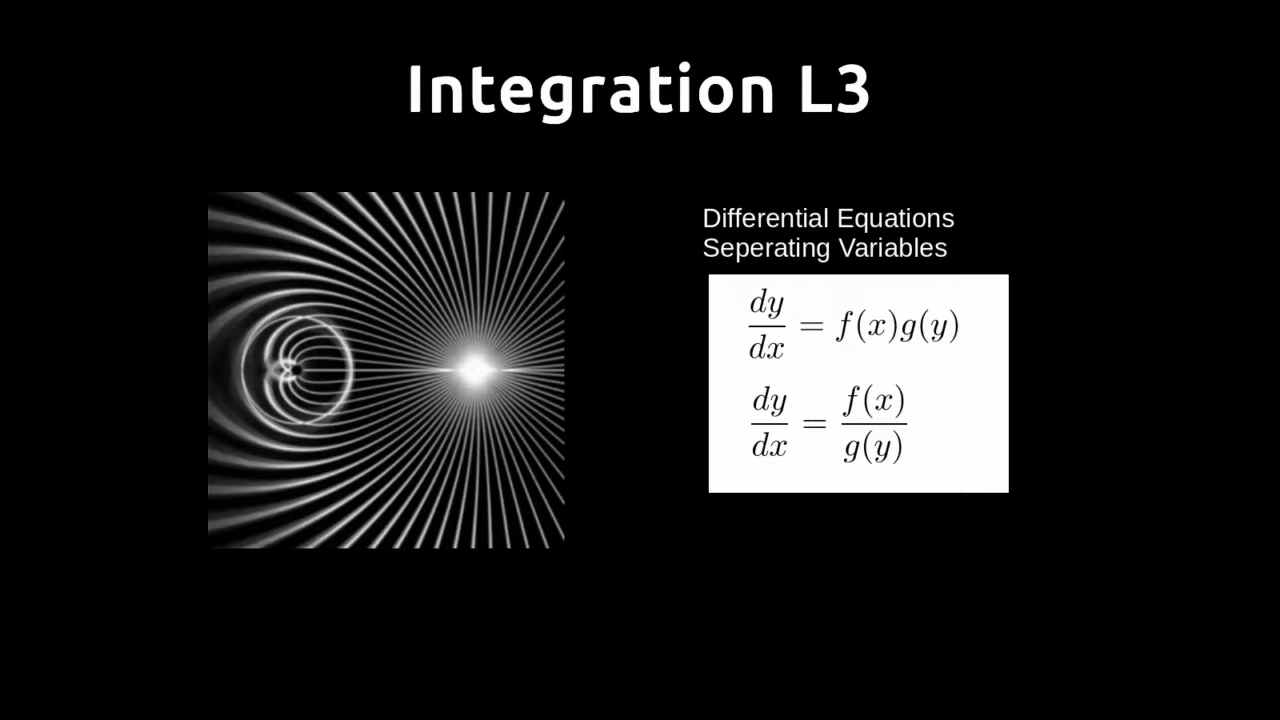 Integration L3
Differential Equations
Seperating Variables
dy/dx = f(x)g(y)
dy/dx = f(x)/g(y)